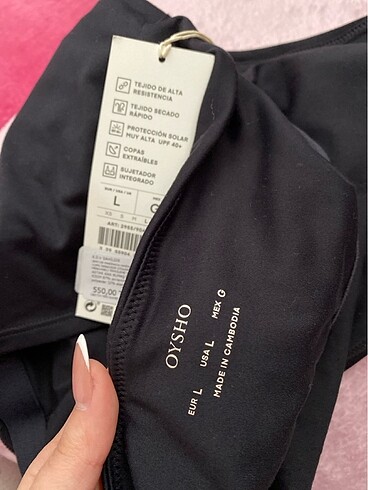 TEJIDO DE ALTA
RESISTENCIA
TEJIDO SECADO
RÁPIDO
PROTECCIÓN SOLAR
MUY ALTA UPF 40+
COPAS
EXTRAÍBLES
SUJETADOR
INTEGRADO
L
G
XS S M L
550,00
OYSHO
EUR L USA L MEX G
MADE IN CAMBODIA